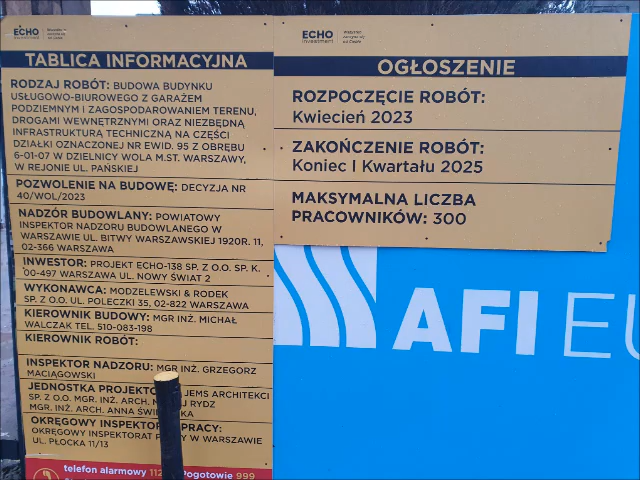 ECHO
investment
TABLICA INFORMACYJNA
RODZAJ ROBÓT: BUDOWA BUDYNKU
USŁUGOWO-BIUROWEGO Z GARAŻEM
PODZIEMNYM I ZAGOSPODAROWANIEM TERENU,
DROGAMI WEWNĘTRZNYMI ORAZ NIEZBĘDNĄ
INFRASTRUKTURĄ TECHNICZNĄ NA CZĘŚCI
DZIAŁKI OZNACZONEJ NR EWID. 95 Z OBRĘBU
6-01-07 W DZIELNICY WOLA M.ST. WARSZAWY,
W REJONIE UL. PAŃSKIEJ
POZWOLENIE NA BUDOWĘ: DECYZJA NR
40/WOL/2023
NADZÓR BUDOWLANY: POWIATOWY
INSPEKTOR NADZORU BUDOWLANEGO W
WARSZAWIE UL. BITWY WARSZAWSKIEJ 1920R. 11,
02-366 WARSZAWA
INWESTOR: PROJEKT ECHO-138 SP. Z O.O. SP. K.
00-497 WARSZAWA UL. NOWY ŚWIAT 2
WYKONAWCA: MODZELEWSKI & RODEK
SP. Z O.O. UL. POLECZKI 35, 02-822 WARSZAWA
KIEROWNIK BUDOWY: MGR INŻ. MICHAŁ
WALCZAK TEL. 510-083-198
KIEROWNIK ROBÓT:
INSPEKTOR NADZORU: MGR INŻ. GRZEGORZ
MACIĄGOWSKI
JEDNOSTKA PROJEKTO JEMS ARCHITEKCI
SP. Z O.O. MGR. INŻ. ARCH. M J RYDZ
MGR. INŻ. ARCH. ANNA ŚWI KA
OKRĘGOWY INSPEKTO PRACY:
OKRĘGOWY INSPEKTORAT P Y W WARSZAWIE
UL. PŁOCKA 11/13
telefon alarmowy 112 Pogotowie 999
ECHO
investment
OGŁOSZENIE
ROZPOCZĘCIE ROBÓT:
Kwiecień 2023
ZAKOŃCZENIE ROBÓT:
Koniec I Kwartału 2025
MAKSYMALNA LICZBA
PRACOWNIKÓW: 300
AFI EU